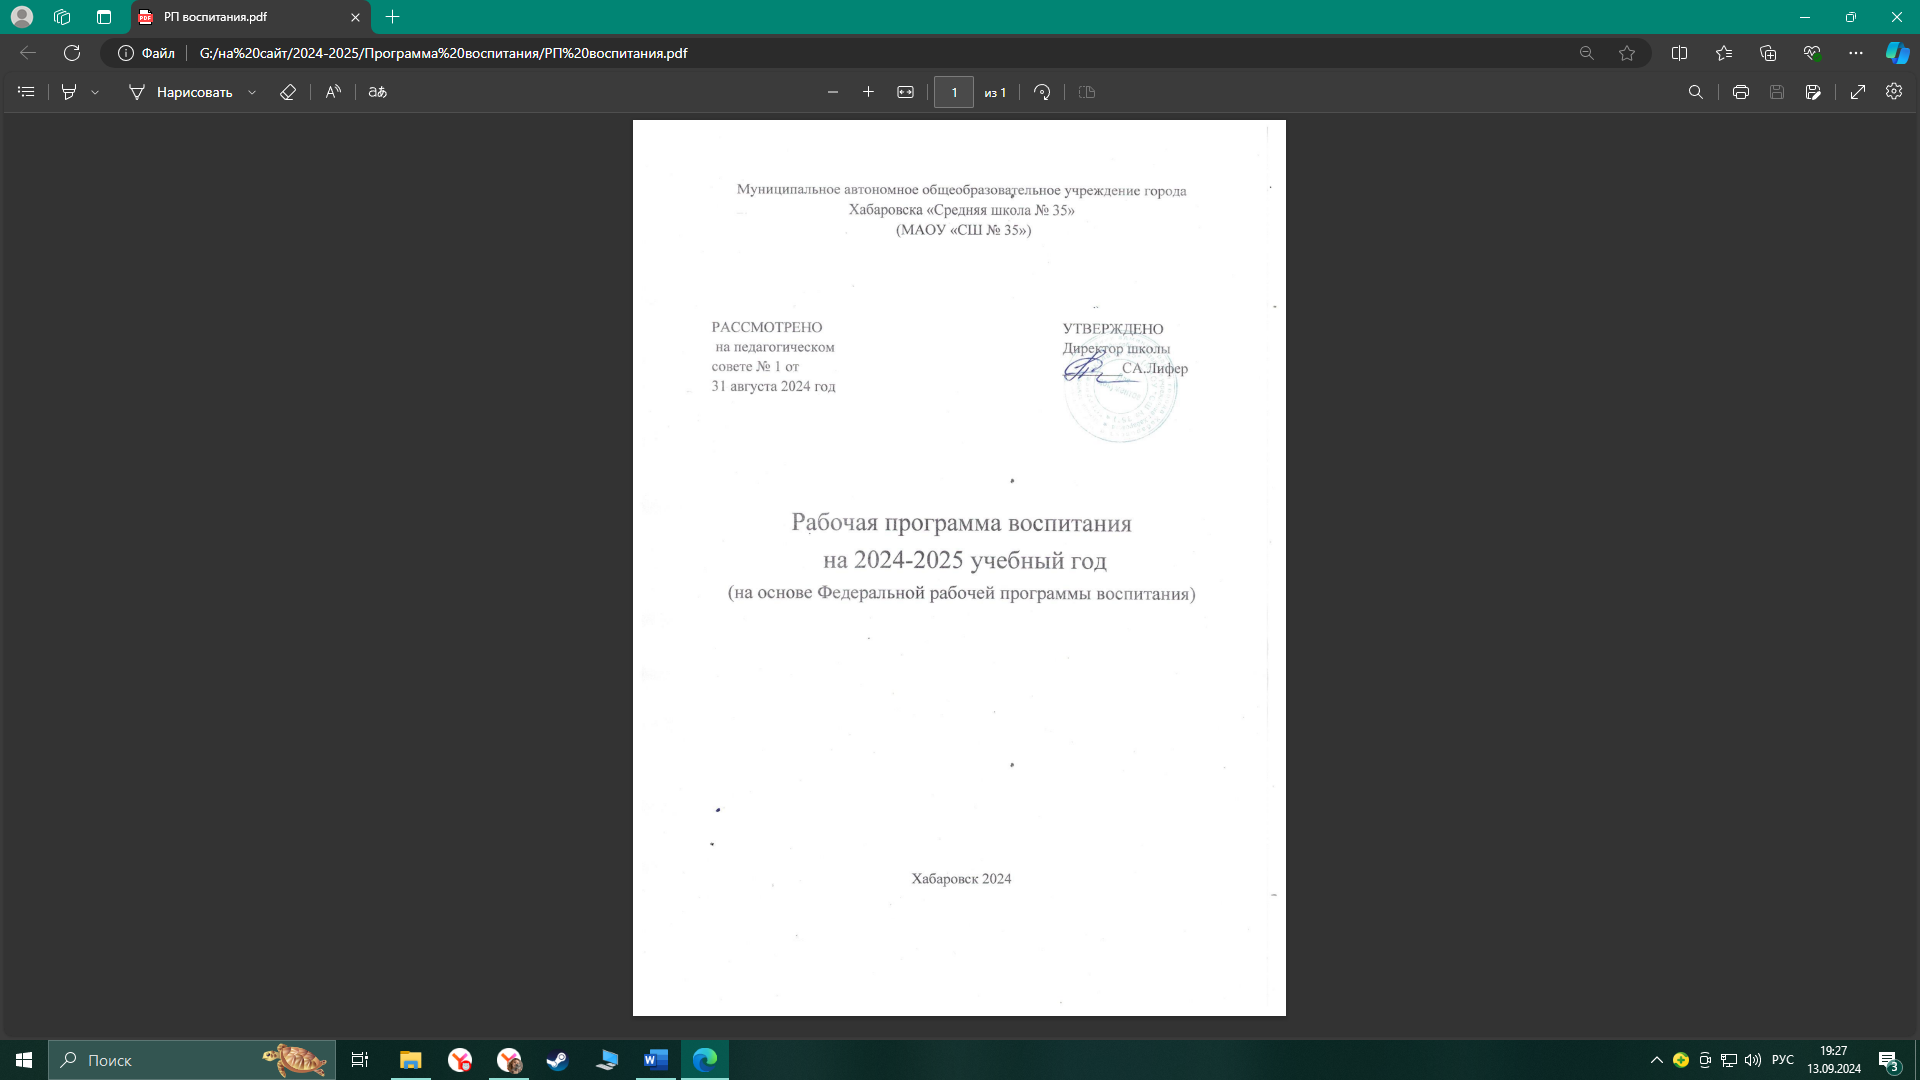 РП воспитания.pdf
Файл
G:/на%20сайт/2024-2025/Программа%20воспитания/РП%20воспитания.pdf
Нарисовать
1
из 1
Муниципальное автономное общеобразовательное учреждение города
Хабаровска «Средняя школа № 35»
(МАОУ «СШ № 35»)
РАССМОТРЕНО
на педагогическом
совете № 1 от
31 августа 2024 год
УТВЕРЖДЕНО
Директор школы
СА.Лифер
Рабочая программа воспитания
на 2024-2025 учебный год
(на основе Федеральной рабочей программы воспитания)
Хабаровск 2024
Поиск
РУС
19:27
13.09.2024
3